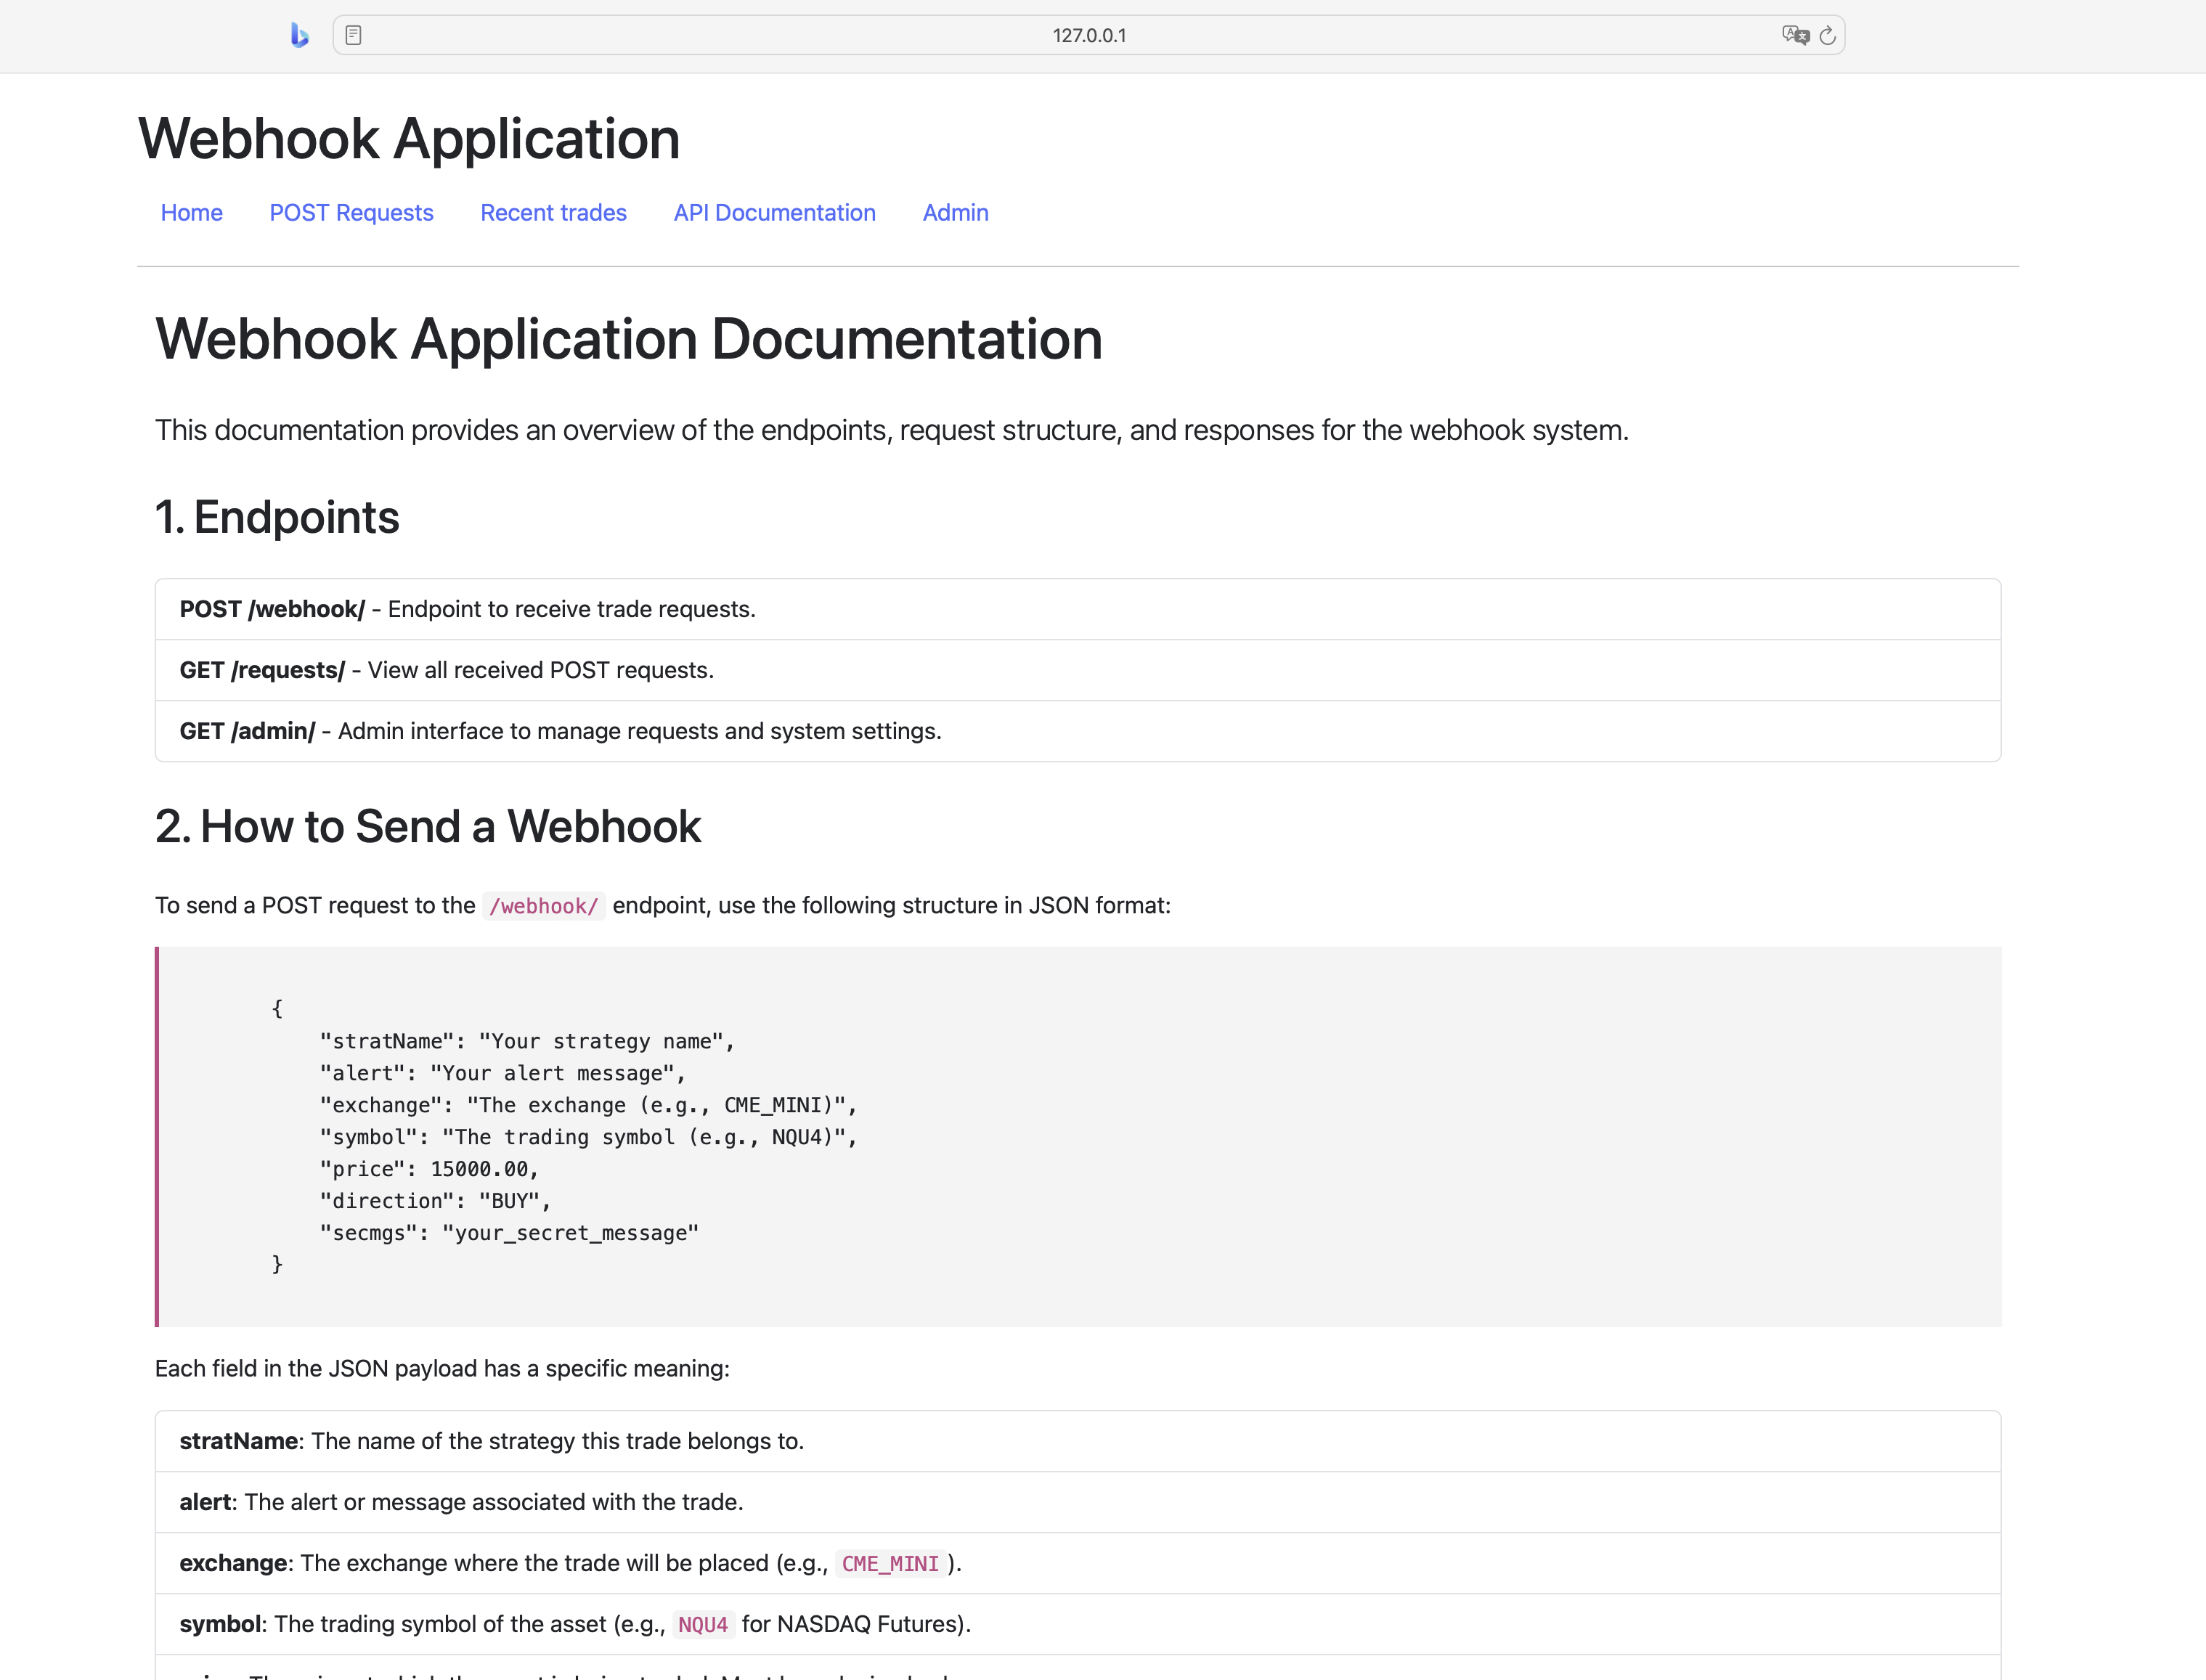 127.0.0.1
Webhook Application
Home POST Requests Recent trades API Documentation Admin
Webhook Application Documentation
This documentation provides an overview of the endpoints, request structure, and responses for the webhook system.
1. Endpoints
POST /webhook/ - Endpoint to receive trade requests.
GET /requests/ - View all received POST requests.
GET /admin/ - Admin interface to manage requests and system settings.
2. How to Send a Webhook
To send a POST request to the /webhook/ endpoint, use the following structure in JSON format:
{
"stratName": "Your strategy name",
"alert": "Your alert message",
"exchange": "The exchange (e.g., CME_MINI)",
"symbol": "The trading symbol (e.g., NQU4)",
"price": 15000.00,
"direction": "BUY",
"secmgs": "your_secret_message"
}
Each field in the JSON payload has a specific meaning:
stratName: The name of the strategy this trade belongs to.
alert: The alert or message associated with the trade.
exchange: The exchange where the trade will be placed (e.g., CME_MINI).
symbol: The trading symbol of the asset (e.g., NQU4 for NASDAQ Futures).